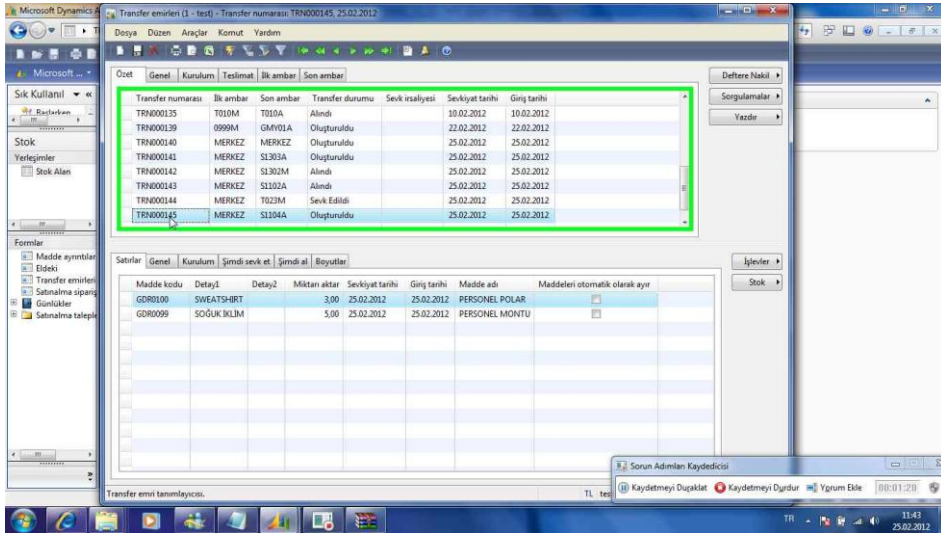 Microsoft Dynamics A
Transfer emirleri (1 - test) - Transfer numarası: TRN000145, 25.02.2012
Dosya Düzen Araçlar Komut Yardım
Microsoft ...
Özet Genel Kurulum Teslimat İlk ambar Son ambar
Deftere Nakil
Sık Kullanıl
Transfer numarası İlk ambar Son ambar Transfer durumu Sevk irsaliyesi Sevkiyat tarihi Giriş tarihi
Sorgulamalar
TRN000135 T010M T010A Alındı 10.02.2012 10.02.2012
Yazdır
TRN000139 0999M GMY01A Oluşturuldu 22.02.2012 22.02.2012
Stok
TRN000140 MERKEZ MERKEZ Oluşturuldu 25.02.2012 25.02.2012
Yerleşimler
TRN000141 MERKEZ S1303A Oluşturuldu 25.02.2012 25.02.2012
Stok Alan
TRN000142 MERKEZ S1302M Alındı 25.02.2012 25.02.2012
TRN000143 MERKEZ S1102A Alındı 25.02.2012 25.02.2012
TRN000144 MERKEZ T023M Sevk Edildi 25.02.2012 25.02.2012
TRN000145 MERKEZ S1104A Oluşturuldu 25.02.2012 25.02.2012
Formlar
Madde ayrıntılar
Eldeki
Transfer emirleri
Satınalma sipariş
Günlükler
Satınalma taleple
Satırlar Genel Kurulum Şimdi sevk et Şimdi al Boyutlar
İşlevler
Madde kodu Detay1 Detay2 Miktarı aktar Sevkiyat tarihi Giriş tarihi Madde adı Maddeleri otomatik olarak ayır
Stok
GDR0100 SWEATSHIRT 3,00 25.02.2012 25.02.2012 PERSONEL POLAR
GDR0099 SOĞUK İKLİM 5,00 25.02.2012 25.02.2012 PERSONEL MONTU
Sorun Adımları Kaydedicisi
Kaydetmeyi Duraklat Kaydetmeyi Durdur Yorum Ekle 00:01:20
Transfer emri tanımlayıcısı.
TL tes
TR
11:43
25.02.2012